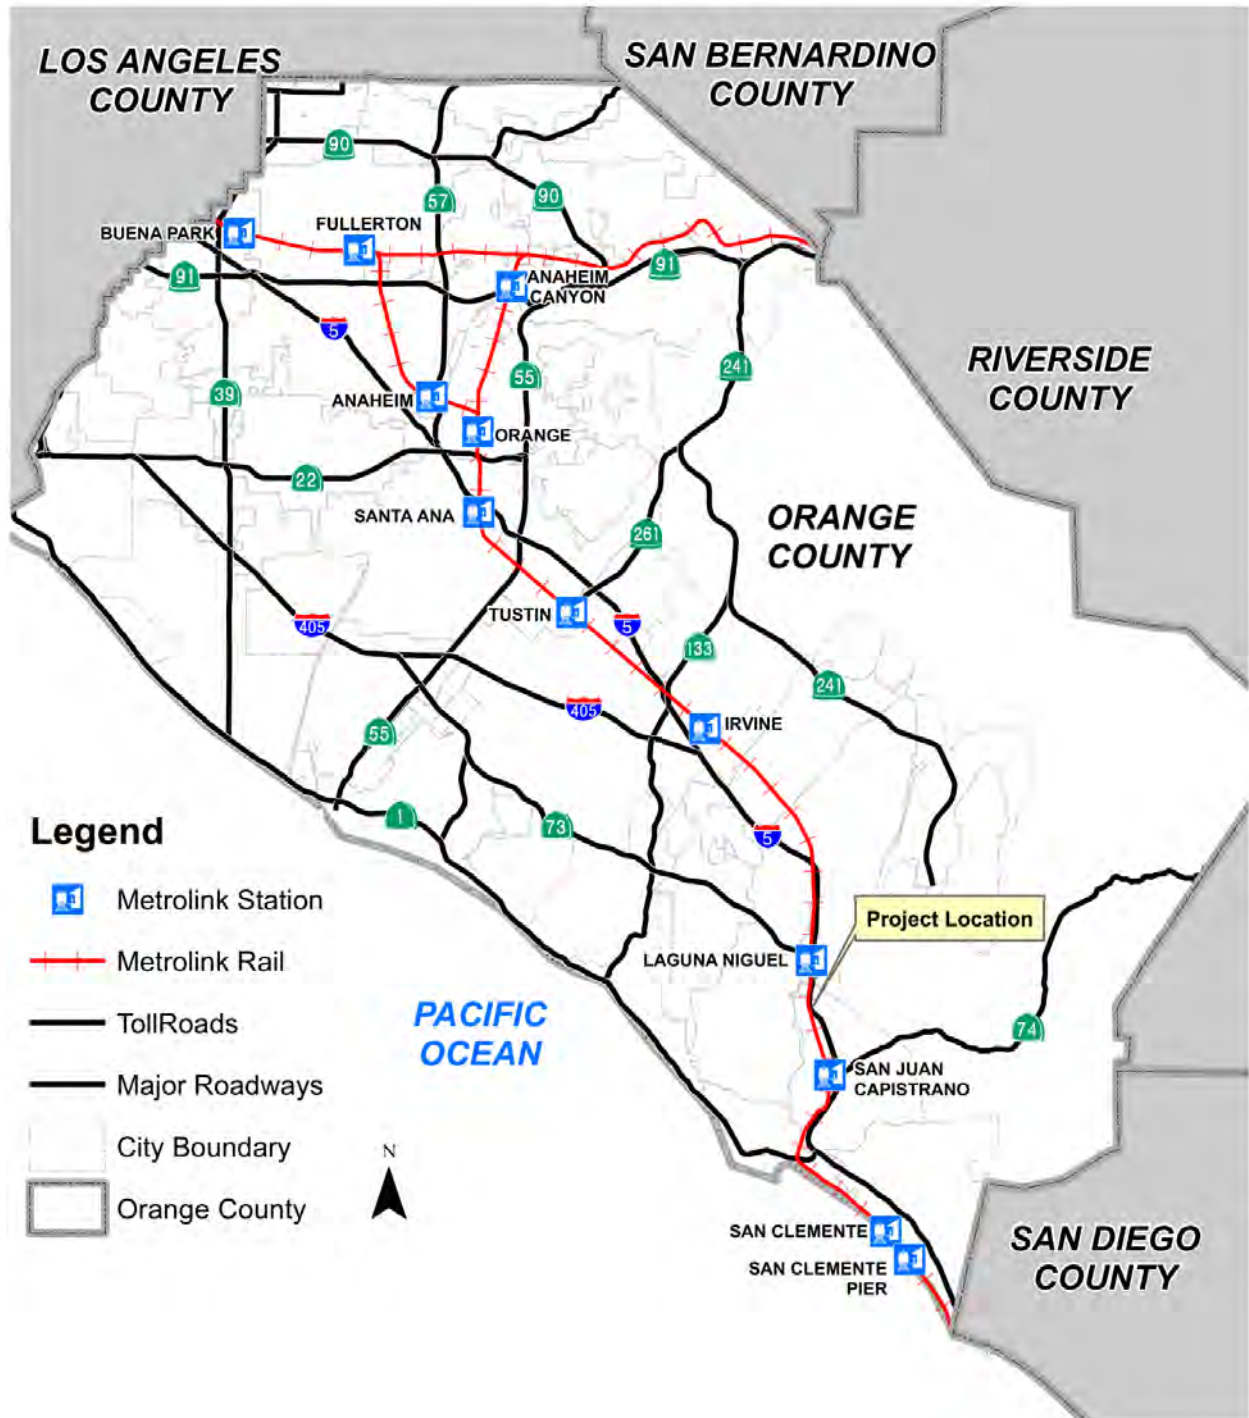 LOS ANGELES
COUNTY
SAN BERNARDINO
COUNTY
90
57
90
BUENA PARK
FULLERTON
91
ANAHEIM
CANYON
91
5
RIVERSIDE
COUNTY
241
55
39
ANAHEIM
ORANGE
22
SANTA ANA
ORANGE
COUNTY
261
TUSTIN
405
5
133
241
405
IRVINE
55
1
73
5
Legend
Metrolink Station
Metrolink Rail
TollRoads
Major Roadways
City Boundary
Orange County
Project Location
LAGUNA NIGUEL
PACIFIC
OCEAN
74
SAN JUAN
CAPISTRANO
N
SAN CLEMENTE
SAN CLEMENTE
PIER
SAN DIEGO
COUNTY